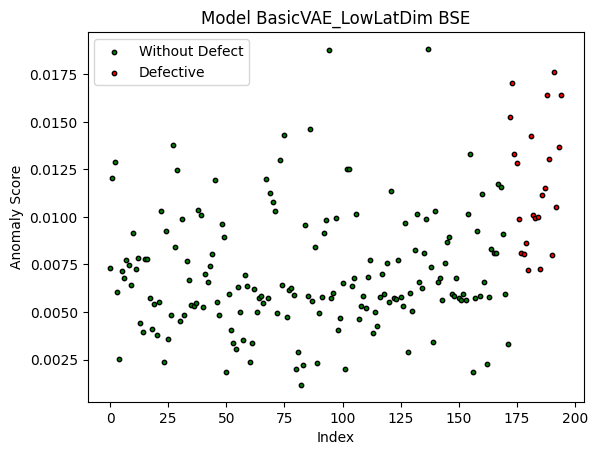 Model BasicVAE_LowLatDim BSE
Without Defect
Defective
0.0175
0.0150
0.0125
0.0100
0.0075
0.0050
0.0025
Anomaly Score
0 25 50 75 100 125 150 175 200
Index